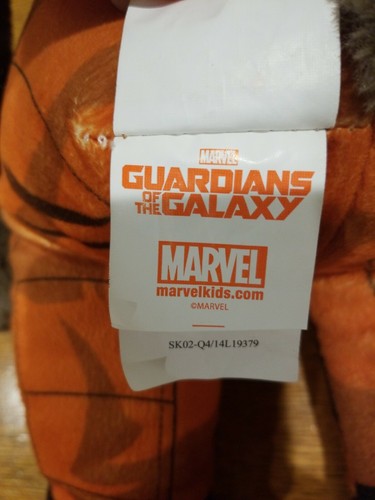 MARVEL
GUARDIANS
OF THE GALAXY
MARVEL
marvelkids.com
©MARVEL
SK02-Q4/14L19379